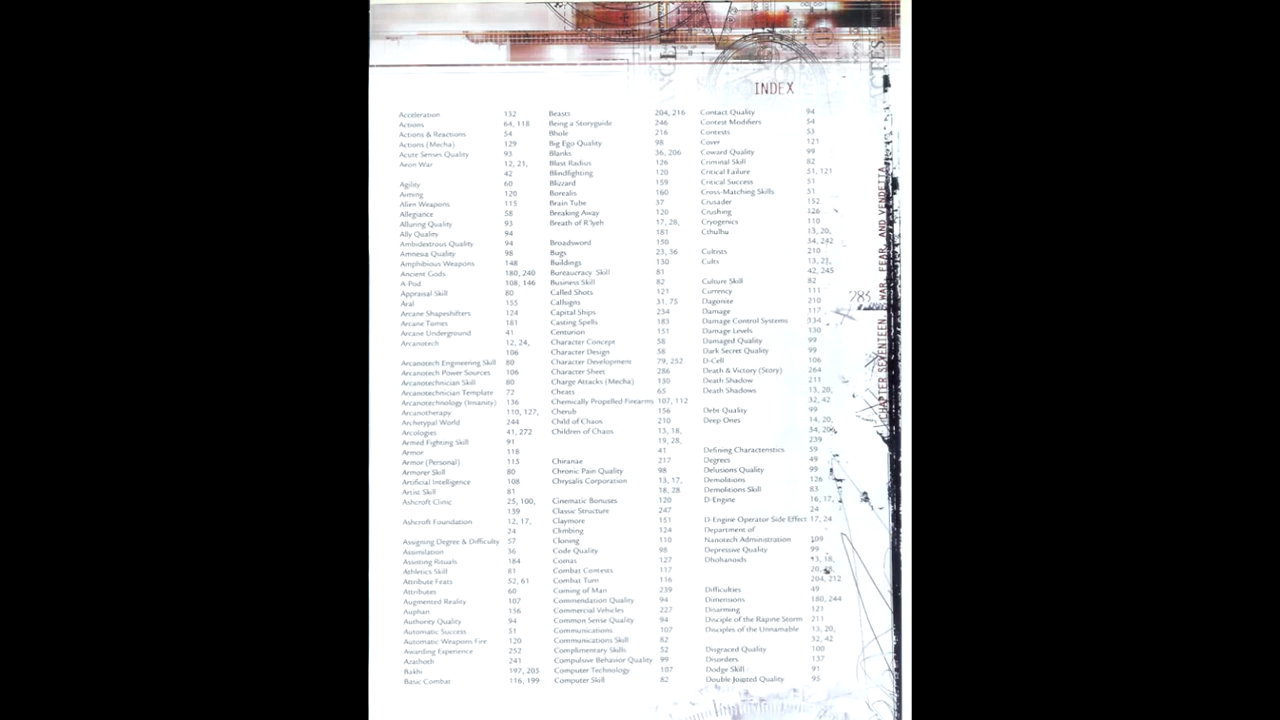 INDEX
Acceleration 132
Actions 64, 118
Actions & Reactions 54
Actions (Mecha) 129
Acute Senses Quality 93
Aeon War 12, 21,
42
Agility 60
Aiming 120
Alien Weapons 115
Allegiance 58
Alluring Quality 93
Ally Quality 94
Ambidextrous Quality 94
Amnesia Quality 98
Amphibious Weapons 148
Ancient Gods 180, 240
A-Pod 108, 146
Appraisal Skill 80
Aral 155
Arcane Shapeshifters 124
Arcane Tomes 181
Arcane Underground 41
Arcanotech 12, 24,
106
Arcanotech Engineering Skill 80
Arcanotech Power Sources 106
Arcanotechnician Skill 80
Arcanotechnician Template 72
Arcanotechnology (Insanity) 136
Arcanotherapy 110, 127,
Archetypal World 244
Arcologies 41, 272
Armed Fighting Skill 91
Armor 118
Armor (Personal) 113
Armorer Skill 80
Artificial Intelligence 108
Artist Skill 81
Ashcroft Clinic 25, 100,
139
Ashcroft Foundation 12, 17,
24
Assigning Degree & Difficulty 57
Assimilation 36
Assisting Rituals 184
Athletics Skill 81
Attribute Feats 52, 61
Attributes 60
Augmented Reality 107
Auphan 156
Authority Quality 94
Automatic Success 51
Automatic Weapons Fire 120
Awarding Experience 252
Azathoth 241
Bakhi 197, 205
Basic Combat 116, 199
Beasts 204, 216
Being a Storyguide 246
Bhole 216
Big Ego Quality 98
Blanks 36, 206
Blast Radius 126
Blindfighting 120
Blizzard 159
Borealis 160
Brain Tube 37
Breaking Away 120
Breath of R'lyeh 17, 28,
181
Broadsword 150
Bugs 23, 36
Buildings 130
Bureaucracy Skill 81
Business Skill 82
Called Shots 121
Callsigns 31, 75
Capital Ships 234
Casting Spells 183
Centurion 151
Character Concept 58
Character Design 58
Character Development 79, 252
Character Sheet 286
Charge Attacks (Mecha) 130
Cheats 65
Chemically Propelled Firearms 107, 112
Cherub 156
Child of Chaos 210
Children of Chaos 13, 18,
19, 28,
41
Chiranae 217
Chronic Pain Quality 98
Chrysalis Corporation 13, 17,
18, 28
Cinematic Bonuses 120
Classic Structure 247
Claymore 151
Climbing 124
Cloning 110
Code Quality 98
Comas 127
Combat Contests 117
Combat Turn 116
Coming of Man 239
Commendation Quality 94
Commercial Vehicles 227
Common Sense Quality 94
Communications 107
Communications Skill 82
Complimentary Skills 52
Compulsive Behavior Quality 99
Computer Technology 107
Computer Skill 82
Contact Quality 94
Contest Modifiers 54
Contests 53
Cover 121
Coward Quality 99
Criminal Skill 82
Critical Failure 51, 121
Critical Success 51
Cross-Matching Skills 51
Crusader 152
Crushing 126
Cryogenics 110
Cthulhu 13, 20,
34, 242
Cultists 210
Cults 13, 21,
42, 245
Culture Skill 82
Currency 111
Dagonite 210
Damage 117
Damage Control Systems 134
Damage Levels 130
Damaged Quality 99
Dark Secret Quality 99
D-Cell 106
Death & Victory (Story) 264
Death Shadow 211
Death Shadows 13, 20,
32, 42
Debt Quality 99
Deep Ones 14, 20,
34,
239
Defining Characteristics 59
Degrees 49
Delusions Quality 99
Demolitions 126
Demolitions Skill 83
D-Engine 16, 17,
24
D-Engine Operator Side Effect 17, 24
Department of
Nanotech Administration 109
Depressive Quality 99
Dhohanoids 13, 18,
204, 212
Difficulties 49
Dimensions 180, 244
Disarming 121
Disciple of the Rapine Storm 211
Disciples of the Unnamable 13, 20,
32, 42
Disgraced Quality 100
Disorders 137
Dodge Skill 91
Double Jointed Quality 95
CHAPTER SEVENTEEN WAR, FEAR, AND VENDETTA